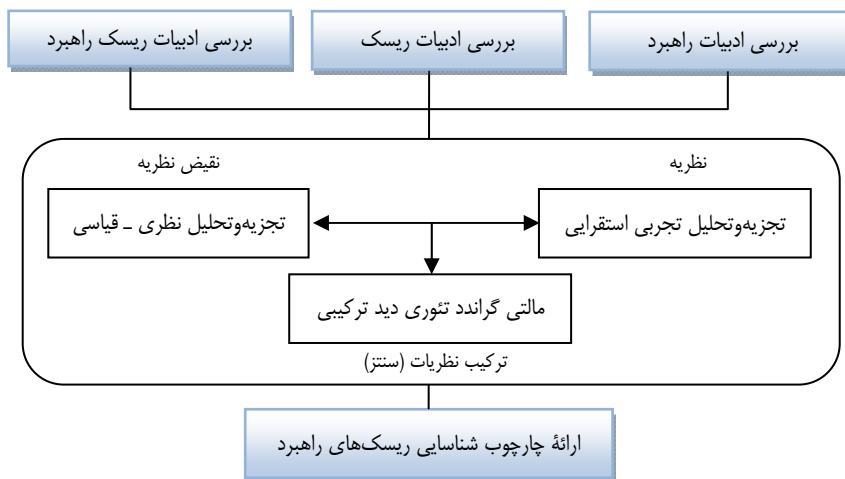 بررسی ادبیات راهبرد
بررسی ادبیات ریسک
بررسی ادبیات ریسک راهبرد
نظریه
نقیض نظریه
تجزیه‌وتحلیل تجربی استقرایی
تجزیه‌وتحلیل نظری ـ قیاسی
مالتی گراندد تئوری دید ترکیبی
ترکیب نظریات (سنتز)
ارائهٔ چارچوب شناسایی ریسک‌های راهبرد